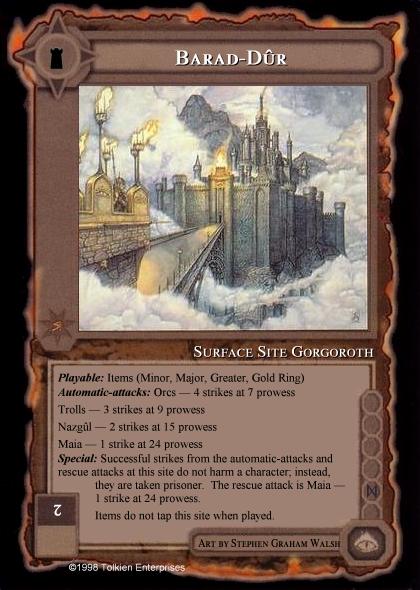 BARAD-DÛR
SURFACE SITE GORGOROTH
Playable: Items (Minor, Major, Greater, Gold Ring)
Automatic-attacks: Orcs — 4 strikes at 7 prowess
Trolls — 3 strikes at 9 prowess
Nazgûl — 2 strikes at 15 prowess
Maia — 1 strike at 24 prowess
Special: Successful strikes from the automatic-attacks and
rescue attacks at this site do not harm a character; instead,
they are taken prisoner. The rescue attack is Maia —
1 strike at 24 prowess.
Items do not tap this site when played.
2
ART BY STEPHEN GRAHAM WALSH
©1998 Tolkien Enterprises